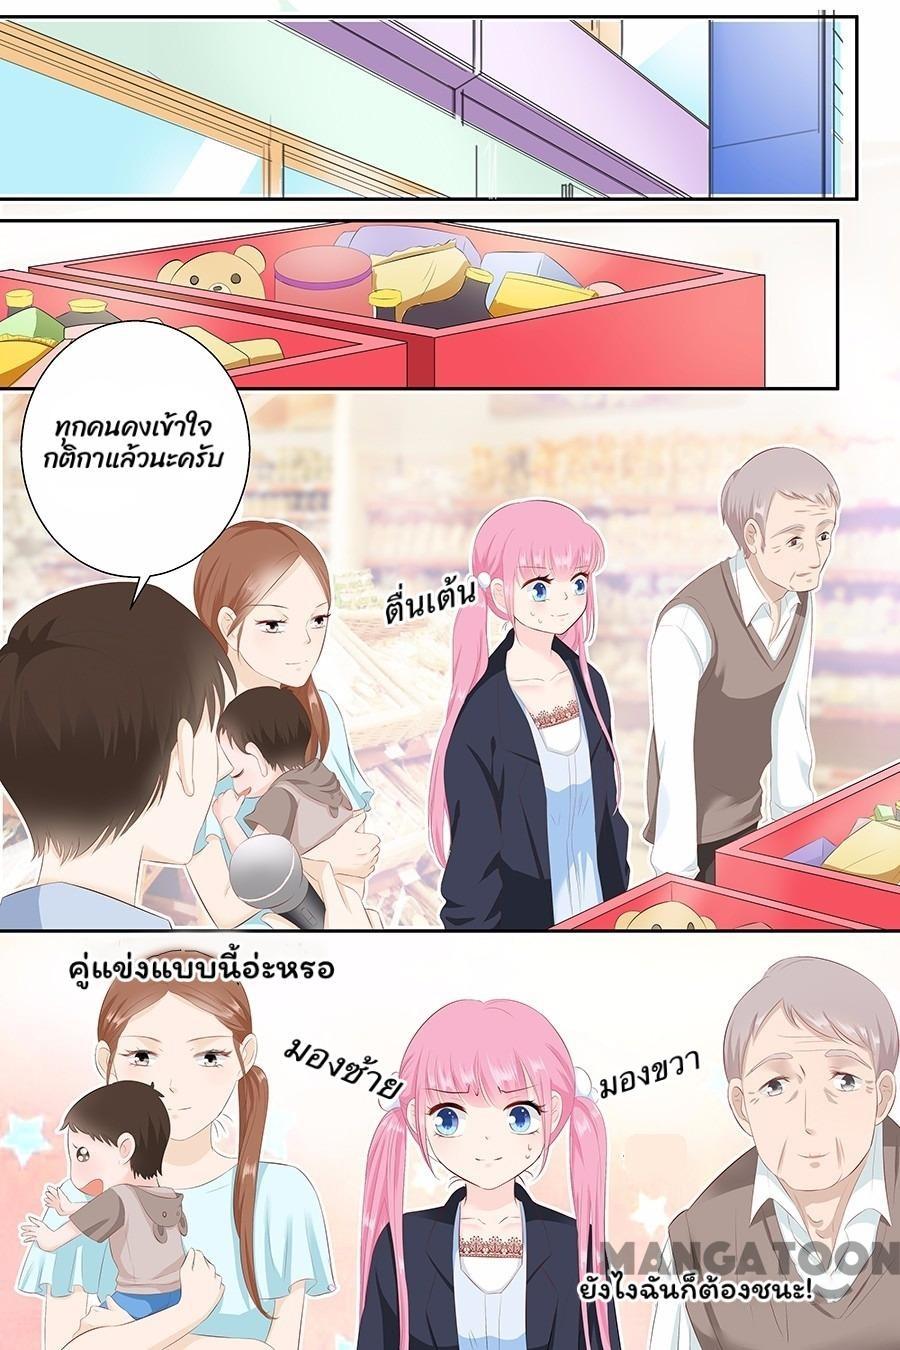 ทุกคนคงเข้าใจ
กติกาแล้วนะครับ
ตื่นเต้น
คู่แข่งแบบนี้อ่ะหรอ
มองซ้าย
มองขวา
MANGATOON
ยังไงฉันก็ต้องชนะ!